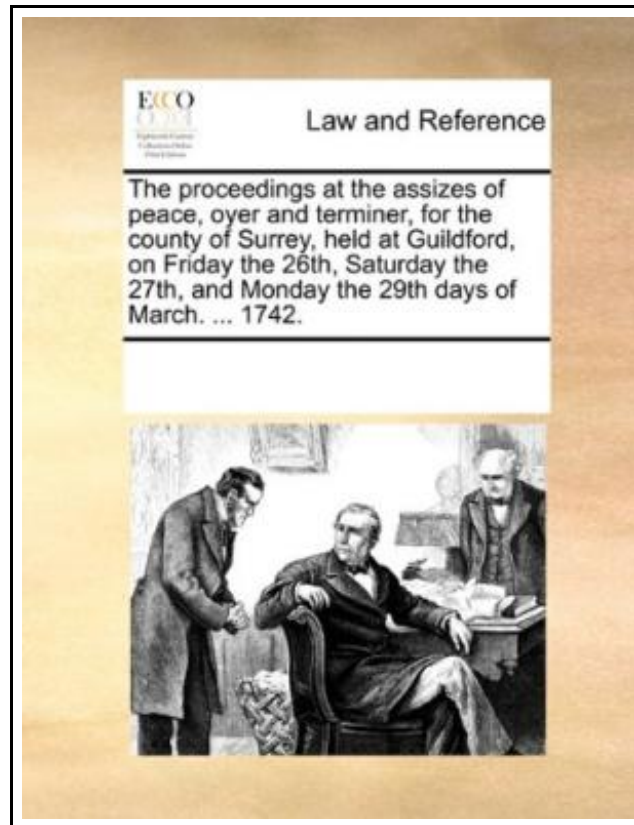 ECCO
Law and Reference
The proceedings at the assizes of
peace, oyer and terminer, for the
county of Surrey, held at Guildford,
on Friday the 26th, Saturday the
27th, and Monday the 29th days of
March. ... 1742.